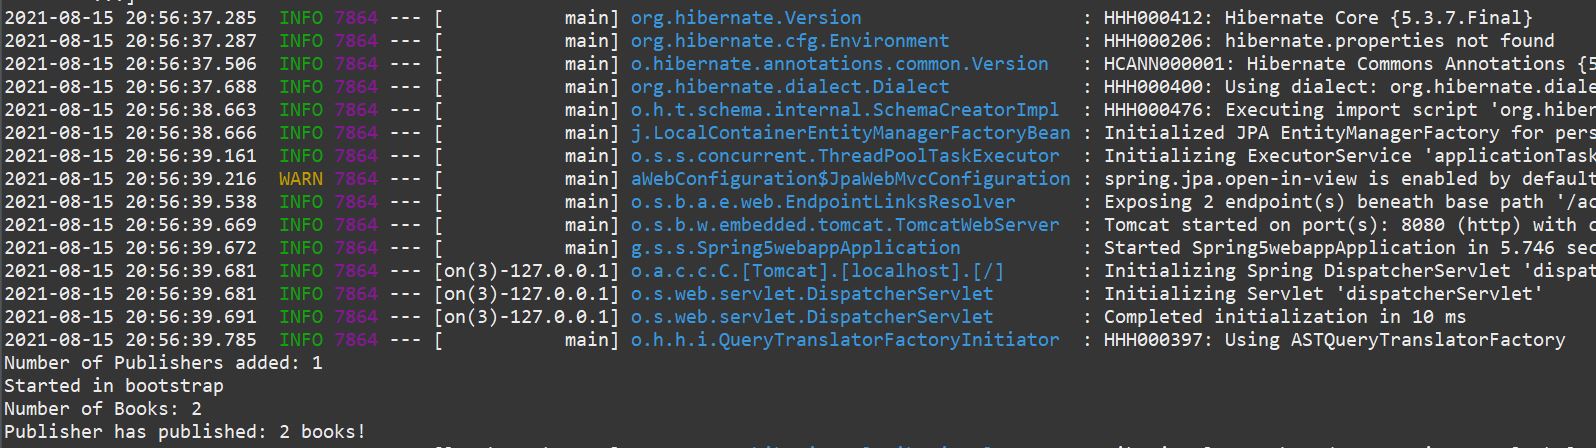 2021-08-15 20:56:37.285  INFO 7864 --- [           main] org.hibernate.Version                    : HHH000412: Hibernate Core {5.3.7.Final}
2021-08-15 20:56:37.287  INFO 7864 --- [           main] org.hibernate.cfg.Environment            : HHH000206: hibernate.properties not found
2021-08-15 20:56:37.506  INFO 7864 --- [           main] o.hibernate.annotations.common.Version   : HCANN000001: Hibernate Commons Annotations {5
2021-08-15 20:56:37.688  INFO 7864 --- [           main] org.hibernate.dialect.Dialect            : HHH000400: Using dialect: org.hibernate.diale
2021-08-15 20:56:38.663  INFO 7864 --- [           main] o.h.t.schema.internal.SchemaCreatorImpl  : HHH000476: Executing import script 'org.hiber
2021-08-15 20:56:38.666  INFO 7864 --- [           main] j.LocalContainerEntityManagerFactoryBean : Initialized JPA EntityManagerFactory for pers
2021-08-15 20:56:39.161  INFO 7864 --- [           main] o.s.s.concurrent.ThreadPoolTaskExecutor  : Initializing ExecutorService 'applicationTask
2021-08-15 20:56:39.216  WARN 7864 --- [           main] aWebConfiguration$JpaWebMvcConfiguration : spring.jpa.open-in-view is enabled by default
2021-08-15 20:56:39.538  INFO 7864 --- [           main] o.s.b.a.e.web.EndpointLinksResolver      : Exposing 2 endpoint(s) beneath base path '/ac
2021-08-15 20:56:39.669  INFO 7864 --- [           main] o.s.b.w.embedded.tomcat.TomcatWebServer  : Tomcat started on port(s): 8080 (http) with c
2021-08-15 20:56:39.672  INFO 7864 --- [           main] g.s.s.Spring5webappApplication           : Started Spring5webappApplication in 5.746 sec
2021-08-15 20:56:39.681  INFO 7864 --- [on(3)-127.0.0.1] o.a.c.c.C.[Tomcat].[localhost].[/]       : Initializing Spring DispatcherServlet 'dispat
2021-08-15 20:56:39.681  INFO 7864 --- [on(3)-127.0.0.1] o.s.web.servlet.DispatcherServlet        : Initializing Servlet 'dispatcherServlet'
2021-08-15 20:56:39.691  INFO 7864 --- [on(3)-127.0.0.1] o.s.web.servlet.DispatcherServlet        : Completed initialization in 10 ms
2021-08-15 20:56:39.785  INFO 7864 --- [           main] o.h.h.i.QueryTranslatorFactoryInitiator  : HHH000397: Using ASTQueryTranslatorFactory
Number of Publishers added: 1
Started in bootstrap
Number of Books: 2
Publisher has published: 2 books!